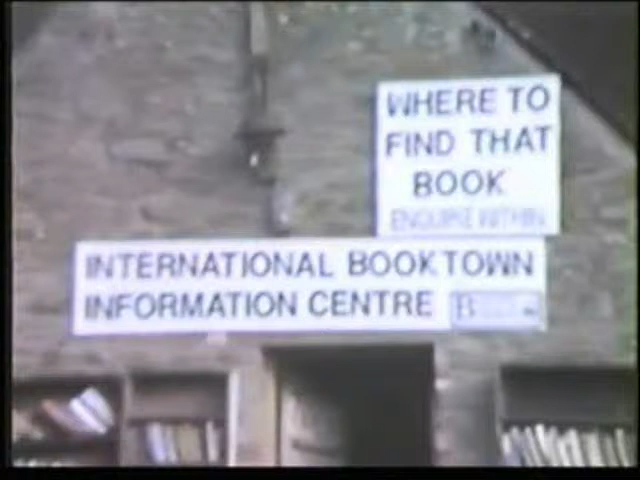 WHERE TO
FIND THAT
BOOK
ENQUIRE WITHIN
INTERNATIONAL BOOKTOWN
INFORMATION CENTRE